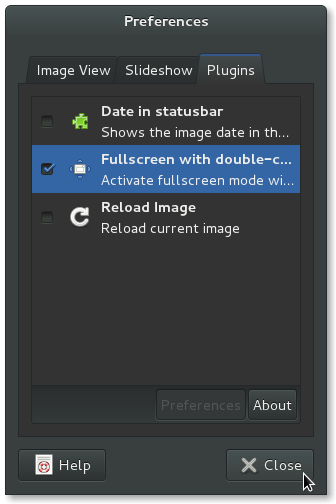 Preferences
Image View
Slideshow
Plugins
Date in statusbar
Shows the image date in th...
Fullscreen with double-c...
Activate fullscreen mode wi...
Reload Image
Reload current image
Preferences
About
Help
Close